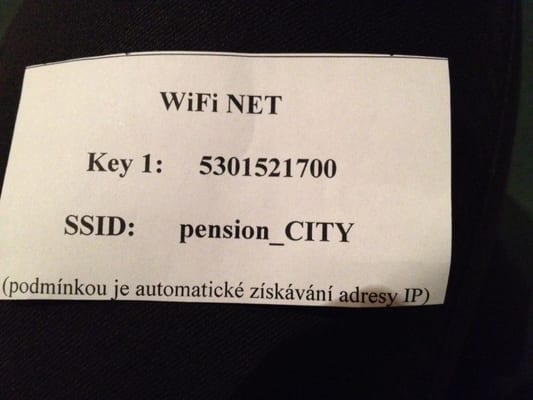 WiFi NET
Key 1: 5301521700
SSID: pension_CITY
(podmínkou je automatické získávání adresy IP)